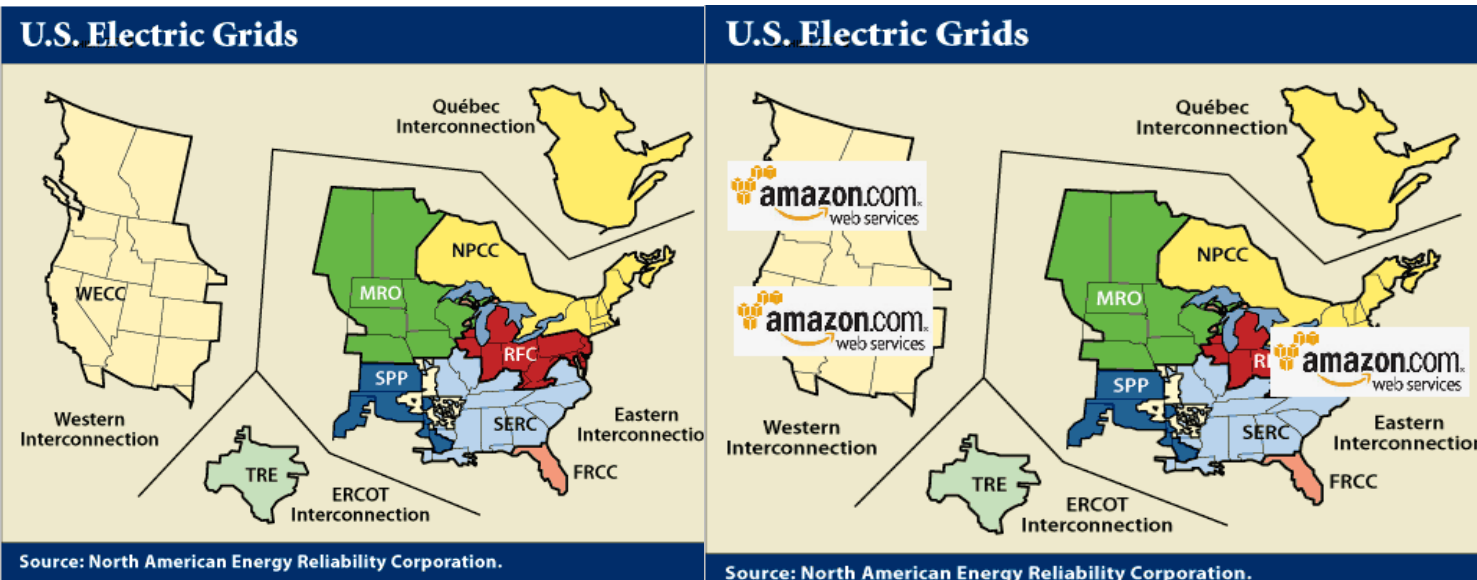 U.S. Electric Grids
Québec
Interconnection
NPCC
WECC
MRO
RFC
SPP
SERC
Western
Interconnection
Eastern
Interconnectio
TRE
FRCC
ERCOT
Interconnection
Source: North American Energy Reliability Corporation.
U.S. Electric Grids
Québec
Interconnection
amazon.com
web services
NPCC
MRO
amazon.com
web services
amazon.com
web services
SPP
SERC
Western
Interconnection
Eastern
Interconnection
TRE
FRCC
ERCOT
Interconnection
Source: North American Energy Reliability Corporation.